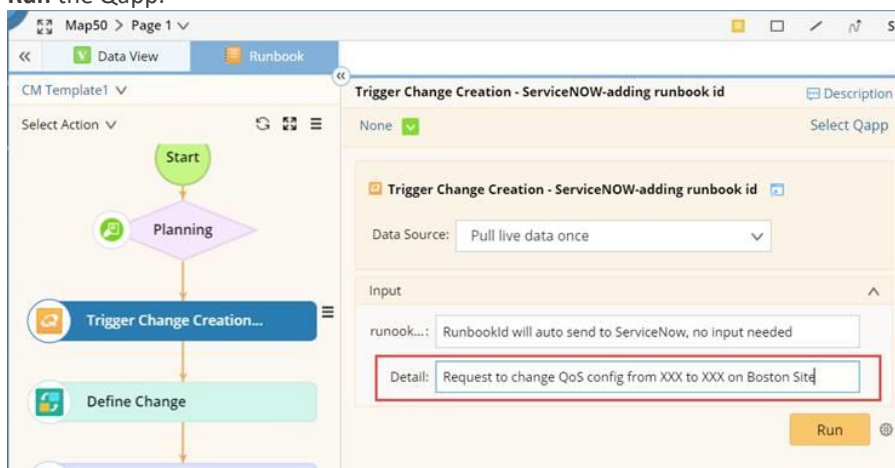 Run the Qapp.
Map50 > Page 1
Data View
Runbook
CM Template1
Trigger Change Creation - ServiceNOW-adding runbook id
Description
Select Action
None
Select Qapp
Start
Trigger Change Creation - ServiceNOW-adding runbook id
Planning
Data Source: Pull live data once
Input
Trigger Change Creation...
runook...: RunbookId will auto send to ServiceNow, no input needed
Detail: Request to change QoS config from XXX to XXX on Boston Site
Define Change
Run